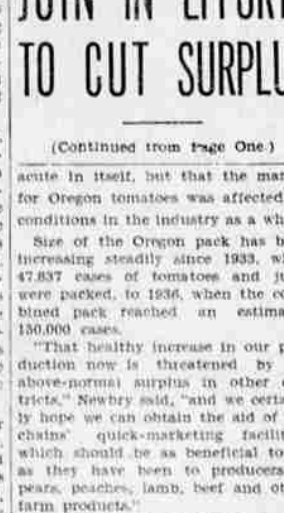 JOIN IN EFFORT
TO CUT SURPLU
(Continued from Page One.)
acute in itself, but that the mar
for Oregon tomatoes was affected
conditions in the industry as a wh
Size of the Oregon pack has b
increasing steadily since 1933, w
47,837 cases of tomatoes and ju
were packed, to 1936, when the co
bined pack reached an estima
150,000 cases.
"That healthy increase in our p
duction now is threatened by
above-normal surplus in other
tricts," Newbry said, "and we certa
ly hope we can obtain the aid of
chains' quick-marketing facilit
which should be as beneficial to
as they have been to producers
pears, peaches, lamb, beef and ot
farm products."